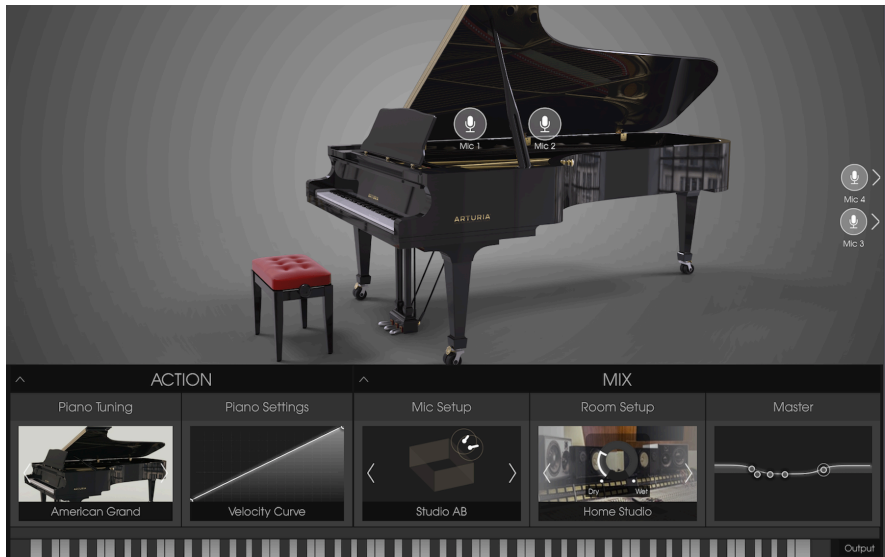 Mic 1
Mic 2
Mic 4
Mic 3
ARTURIA
ARTURIA
ACTION
MIX
Piano Tuning
Piano Settings
Mic Setup
Room Setup
Master
Dry
Wet
American Grand
Velocity Curve
Studio AB
Home Studio
Output